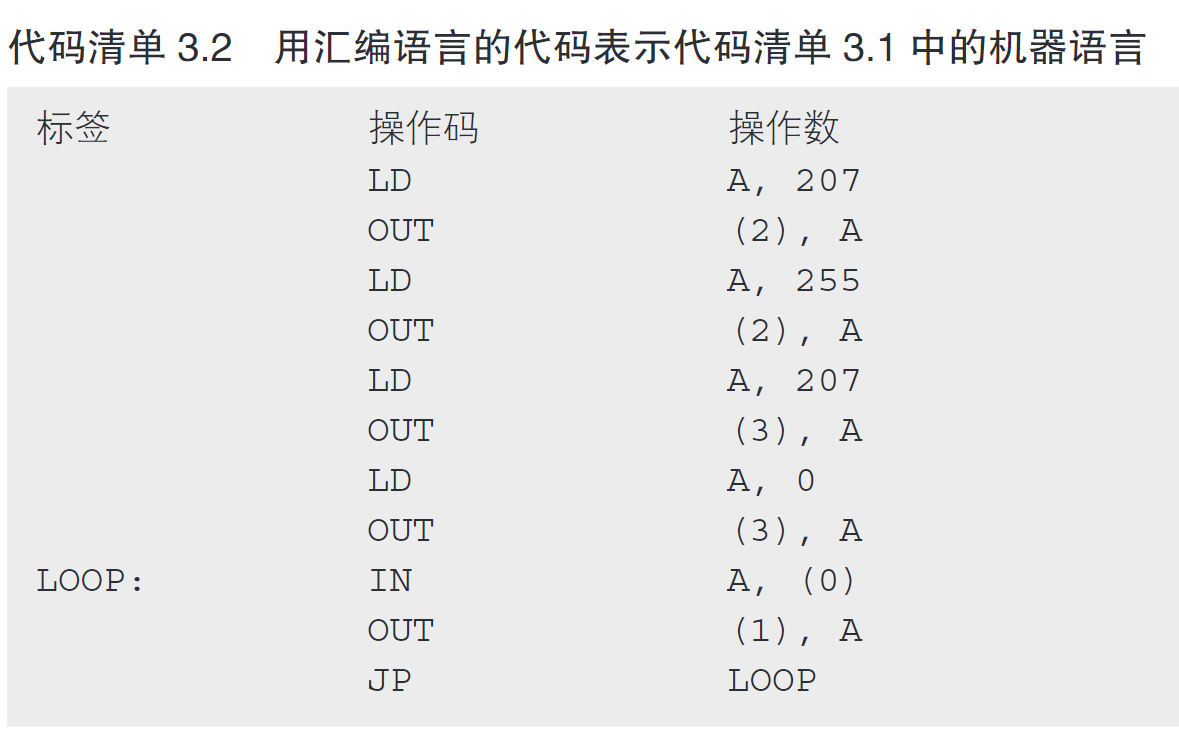 代码清单 3.2 用汇编语言的代码表示代码清单 3.1 中的机器语言
标签 操作码 操作数
LD A, 207
OUT (2), A
LD A, 255
OUT (2), A
LD A, 207
OUT (3), A
LD A, 0
OUT (3), A
LOOP: IN A, (0)
OUT (1), A
JP LOOP